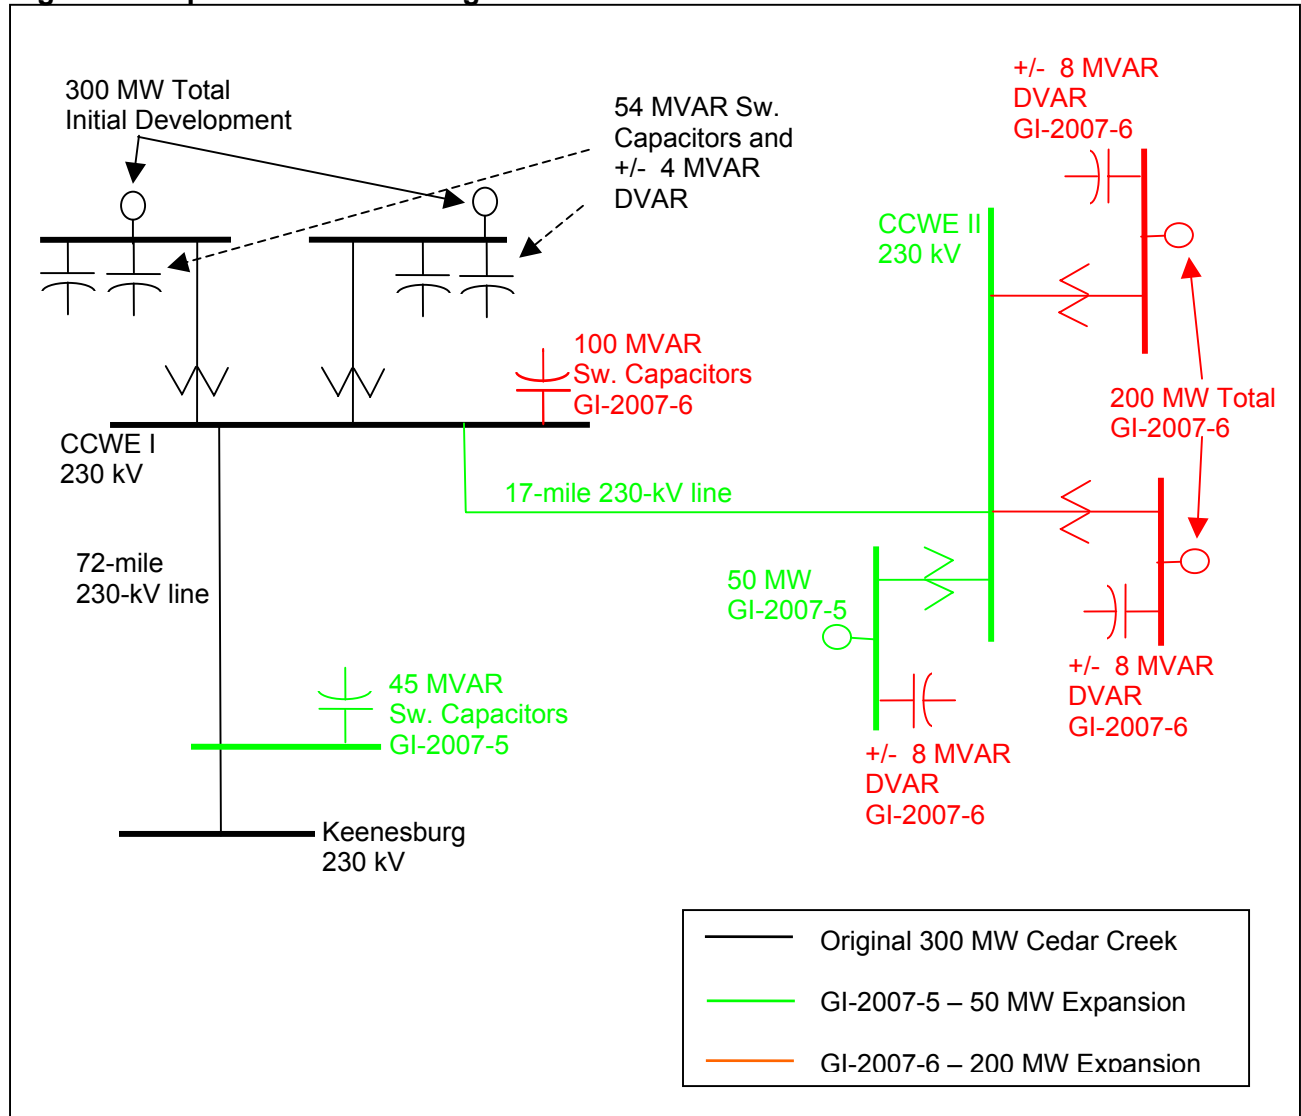 300 MW Total
Initial Development
54 MVAR Sw.
Capacitors and
+/-  4 MVAR
DVAR
+/-  8 MVAR
DVAR
GI-2007-6
CCWE II
230 kV
100 MVAR
Sw. Capacitors
GI-2007-6
200 MW Total
GI-2007-6
CCWE I
230 kV
17-mile 230-kV line
72-mile
230-kV line
50 MW
GI-2007-5
45 MVAR
Sw. Capacitors
GI-2007-5
+/-  8 MVAR
DVAR
GI-2007-6
+/-  8 MVAR
DVAR
GI-2007-6
Keenesburg
230 kV
Original 300 MW Cedar Creek
GI-2007-5 – 50 MW Expansion
GI-2007-6 – 200 MW Expansion